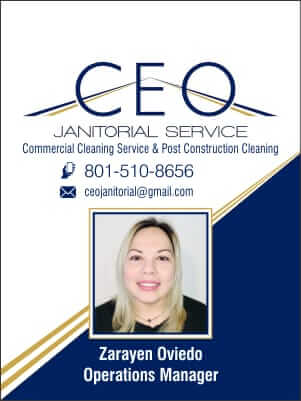 CEO
JANITORIAL SERVICE
Commercial Cleaning Service & Post Construction Cleaning
801-510-8656
ceojanitorial@gmail.com
Zarayen Oviedo
Operations Manager